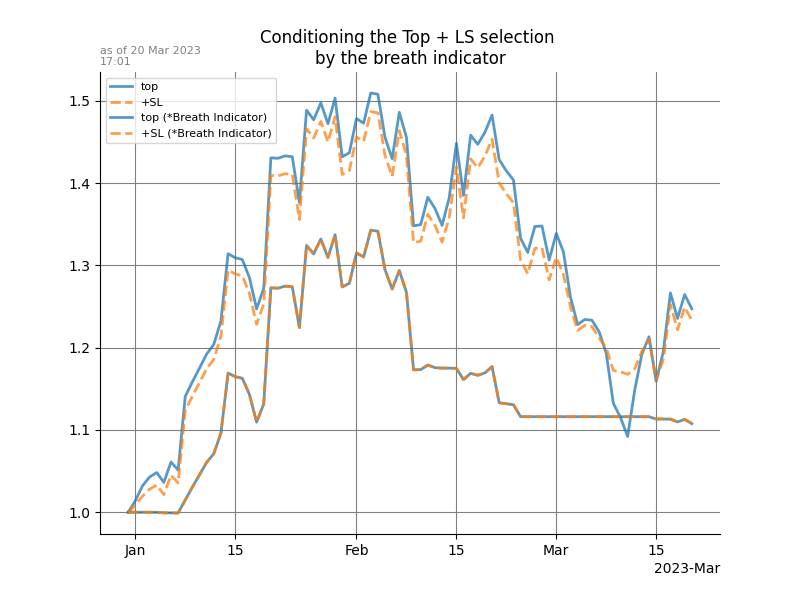 Conditioning the Top + LS selection
by the breath indicator
as of 20 Mar 2023
17:01
top
+SL
top (*Breath Indicator)
+SL (*Breath Indicator)
1.5
1.4
1.3
1.2
1.1
1.0
Jan 15 Feb 15 Mar 15
2023-Mar